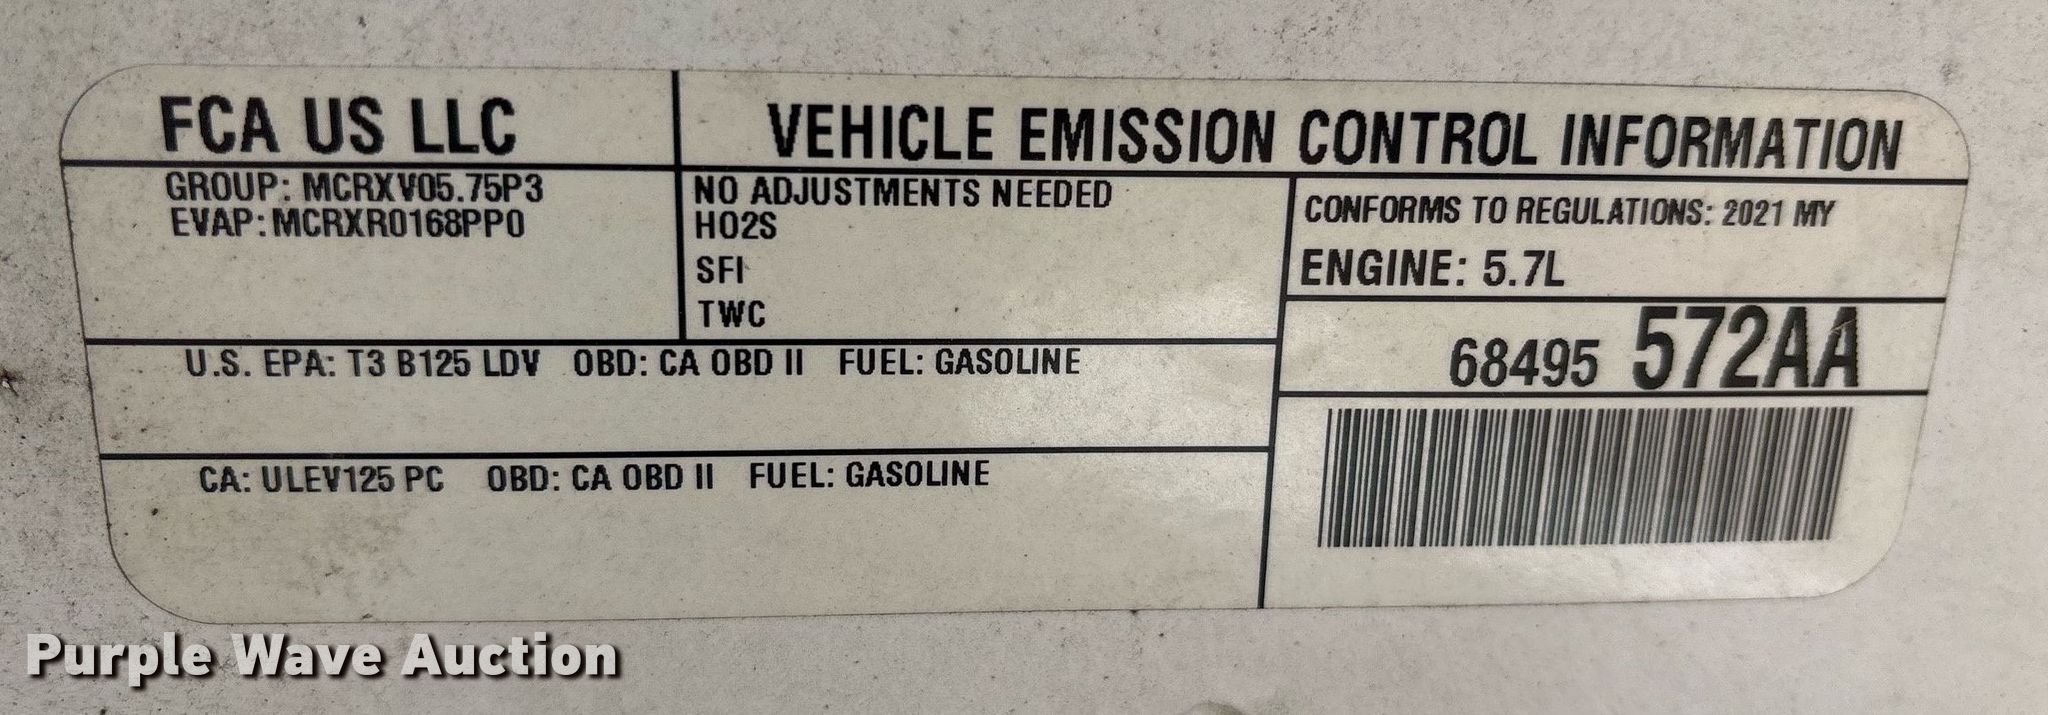 FCA US LLC
VEHICLE EMISSION CONTROL INFORMATION
GROUP: MCRXV05.75P3
EVAP: MCRXR0168PP0
NO ADJUSTMENTS NEEDED
HO2S
SFI
TWC
CONFORMS TO REGULATIONS: 2021 MY
ENGINE: 5.7L
68495 572AA
U.S. EPA: T3 B125 LDV OBD: CA OBD II FUEL: GASOLINE
CA: ULEV125 PC OBD: CA OBD II FUEL: GASOLINE
Purple Wave Auction